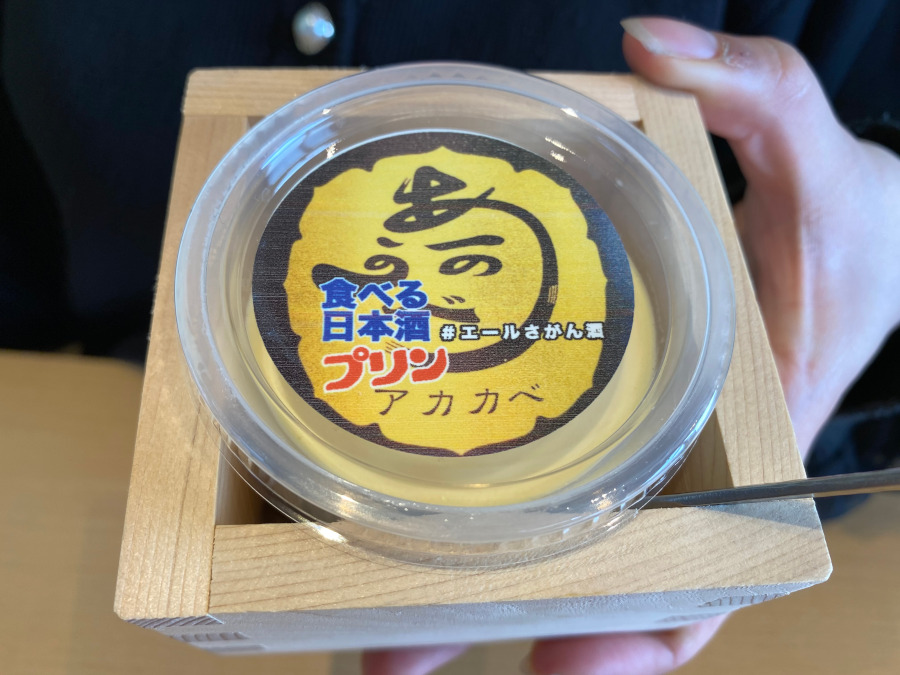 食べる
日本酒
#エールさかん酒
プリン
アカカベ